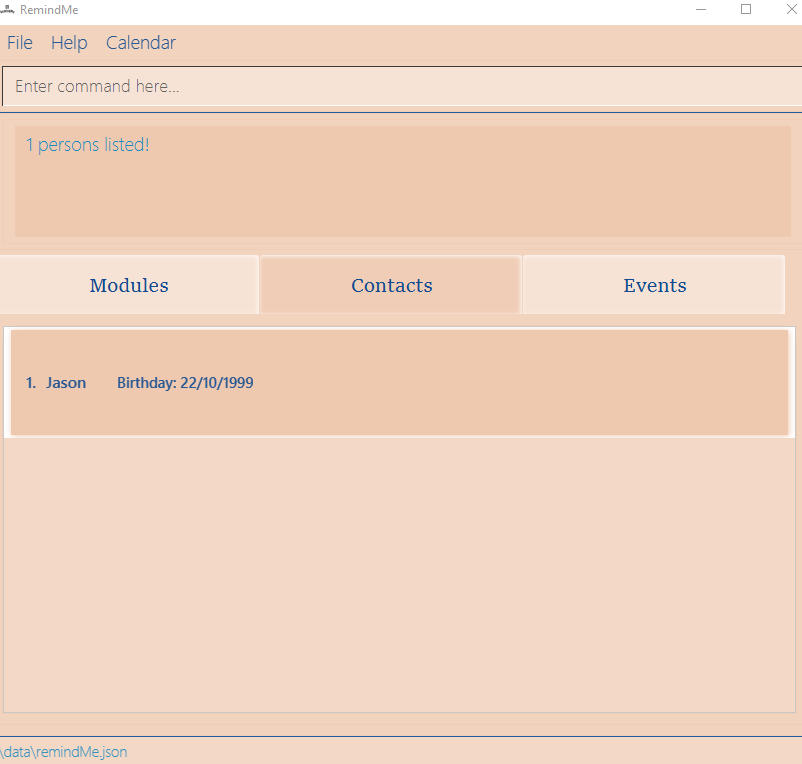 RemindMe
File Help Calendar
Enter command here...
1 persons listed!
Modules Contacts Events
1. Jason Birthday: 22/10/1999
\data\remindMe.json